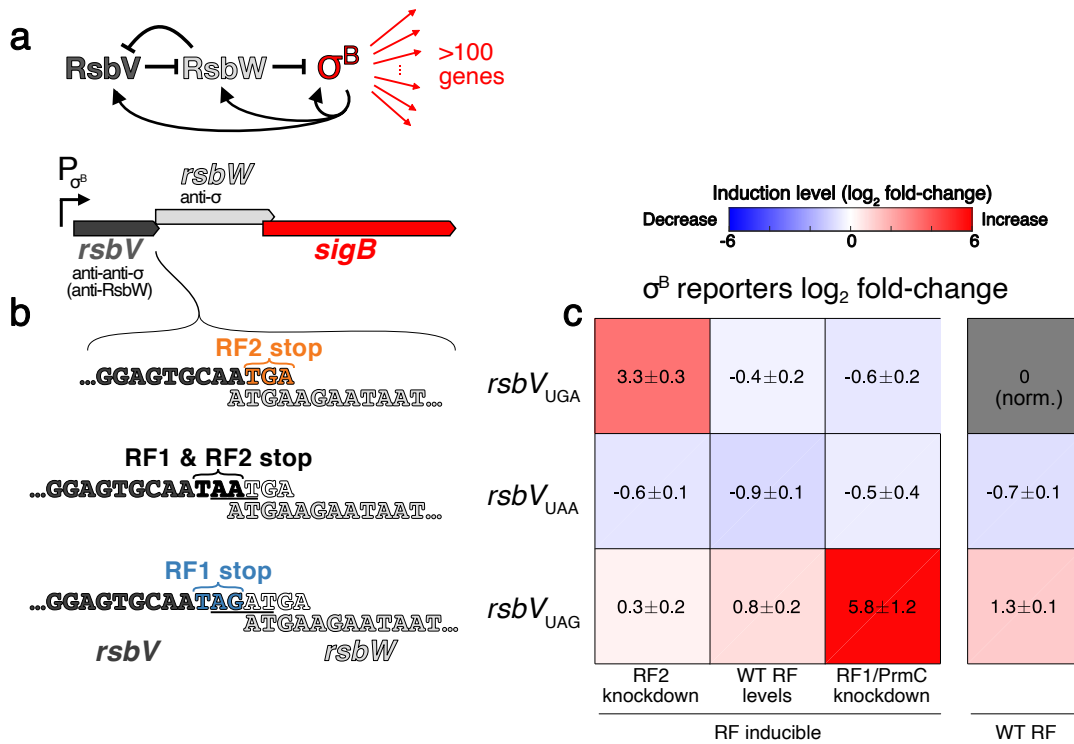 a
RsbV RsbW σB >100 genes
PσB
rsbW
anti-σ
rsbV
sigB
anti-anti-σ
(anti-RsbW)
b
RF2 stop
...GGAGTGCAATGA
ATGAAGAATAAT...
RF1 & RF2 stop
...GGAGTGCAATAATGA
ATGAAGAATAAT...
RF1 stop
...GGAGTGCAATAGATGA
ATGAAGAATAAT...
rsbV rsbW
Induction level (log2 fold-change)
Decrease Increase
-6 0 6
σB reporters log2 fold-change
c
rsbVUGA 3.3±0.3 -0.4±0.2 -0.6±0.2 0 (norm.)
rsbVUAA -0.6±0.1 -0.9±0.1 -0.5±0.4 -0.7±0.1
rsbVUAG 0.3±0.2 0.8±0.2 5.8±1.2 1.3±0.1
RF2 knockdown
WT RF levels
RF1/PrmC knockdown
RF inducible WT RF